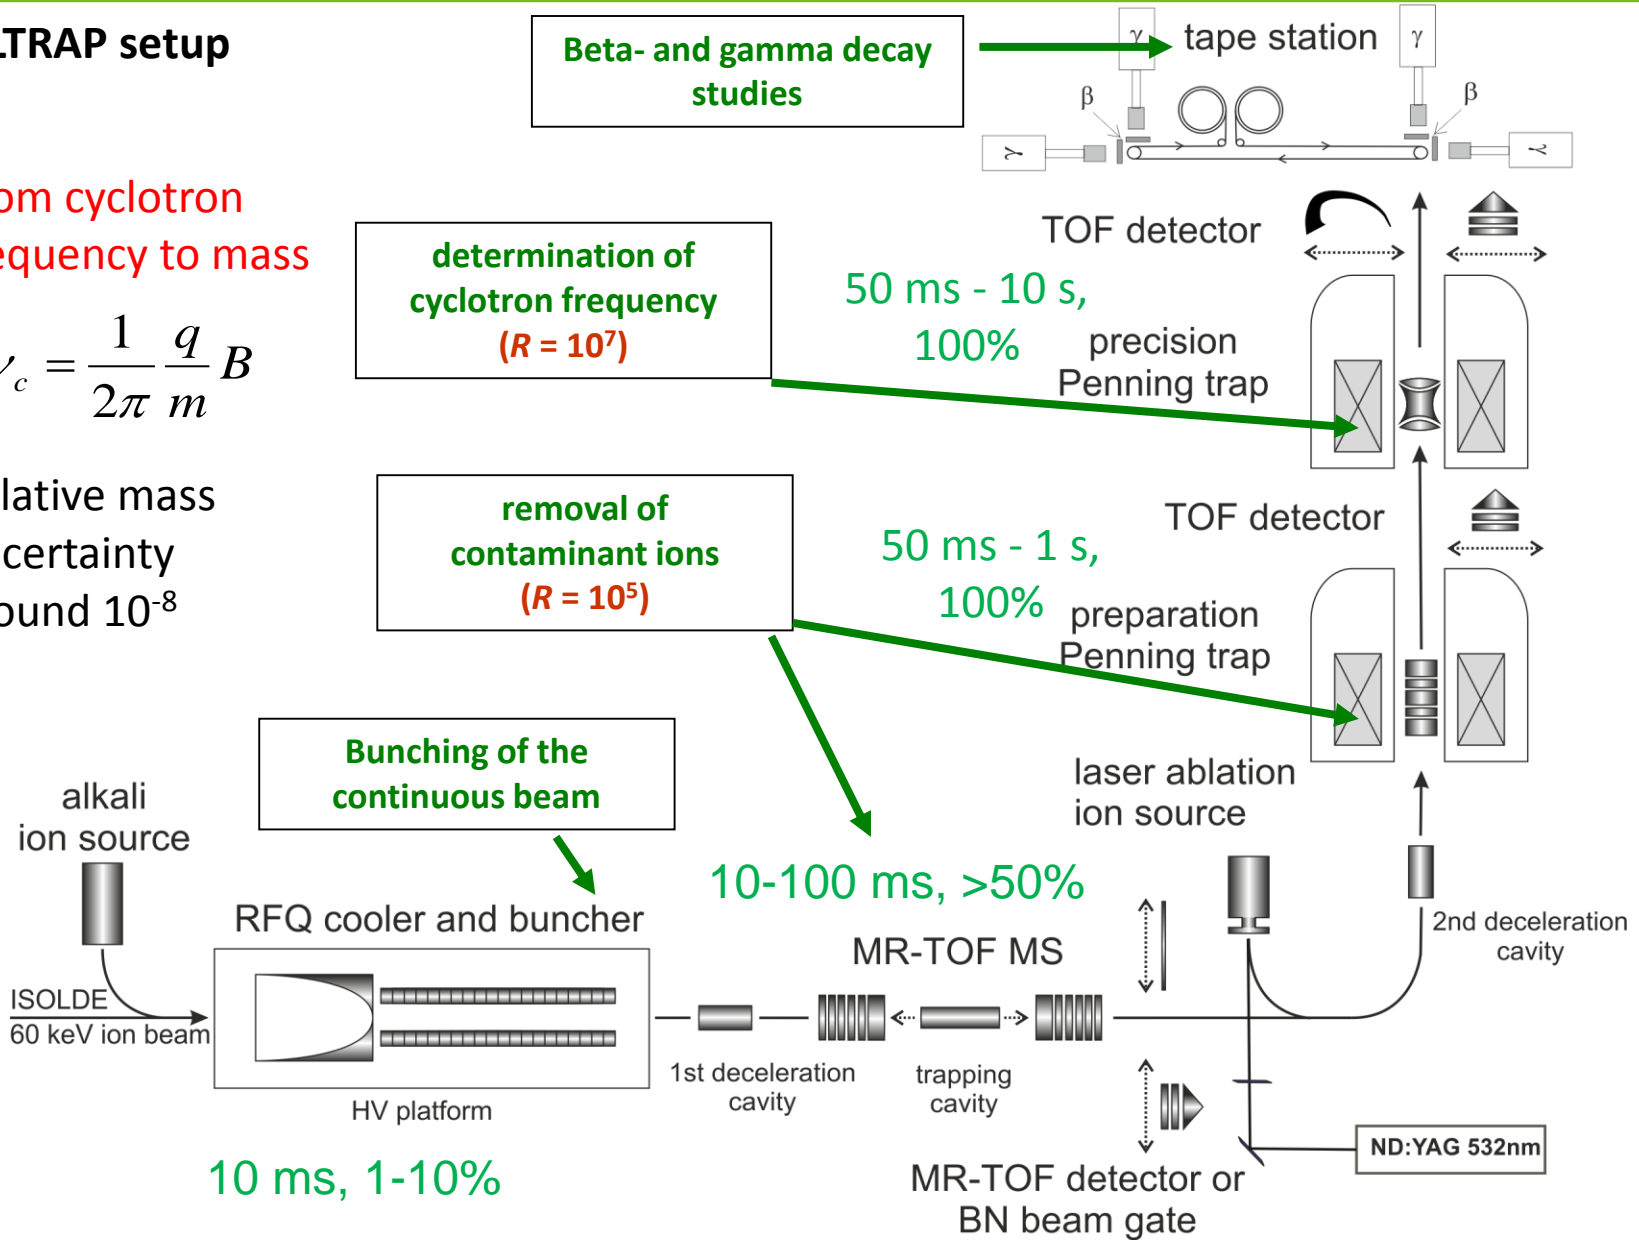 LTRAP setup
Beta- and gamma decay
studies
γ
tape station
γ
β
β
γ
γ
om cyclotron
equency to mass
ν_c = 1/2π q/m B
lative mass
certainty
ound 10⁻⁸
determination of
cyclotron frequency
(R = 10⁷)
50 ms - 10 s,
100%
TOF detector
precision
Penning trap
removal of
contaminant ions
(R = 10⁵)
50 ms - 1 s,
100%
TOF detector
preparation
Penning trap
Bunching of the
continuous beam
alkali
ion source
laser ablation
ion source
10-100 ms, >50%
RFQ cooler and buncher
MR-TOF MS
2nd deceleration
cavity
ISOLDE
60 keV ion beam
1st deceleration
cavity
trapping
cavity
HV platform
10 ms, 1-10%
ND:YAG 532nm
MR-TOF detector or
BN beam gate